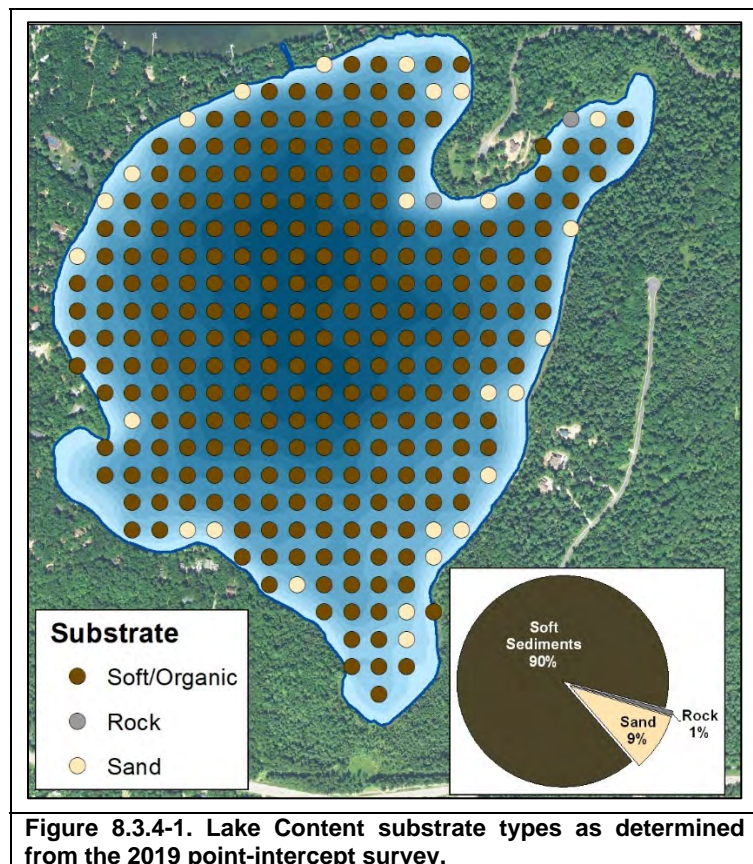 Substrate
Soft/Organic
Rock
Sand
Soft
Sediments
90%
Rock
1%
Sand
9%
Figure 8.3.4-1. Lake Content substrate types as determined
from the 2019 point-intercept survey.